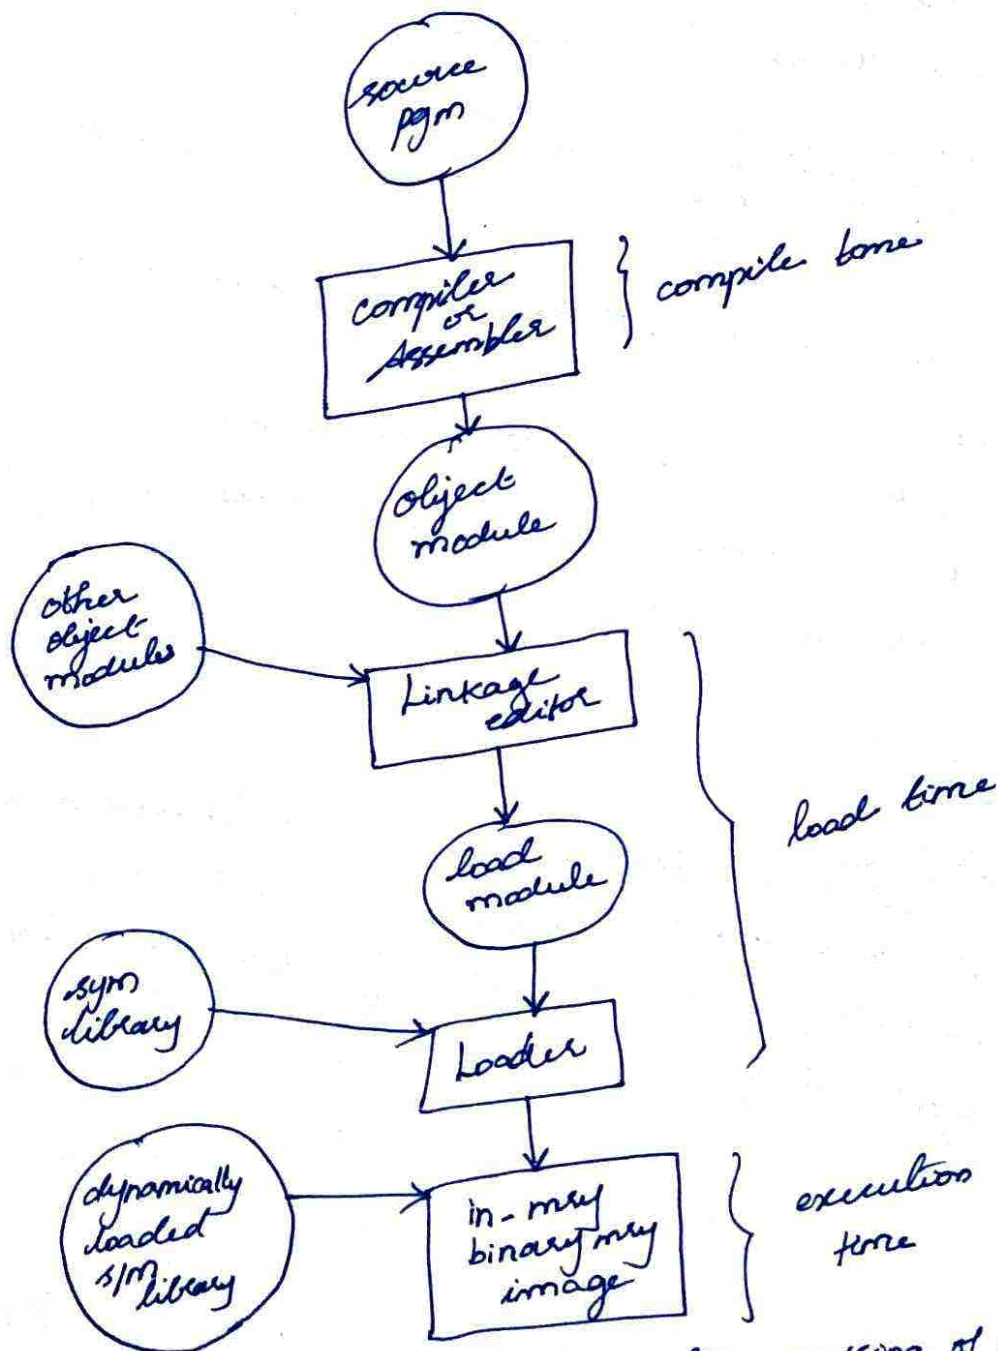 source
pgm
compiler
or
Assembler
compile time
object
module
other
object
modules
Linkage
editor
load time
load
module
sym
library
Loader
dynamically
loaded
s/m
library
in-mry
binary mry
image
execution
time
of